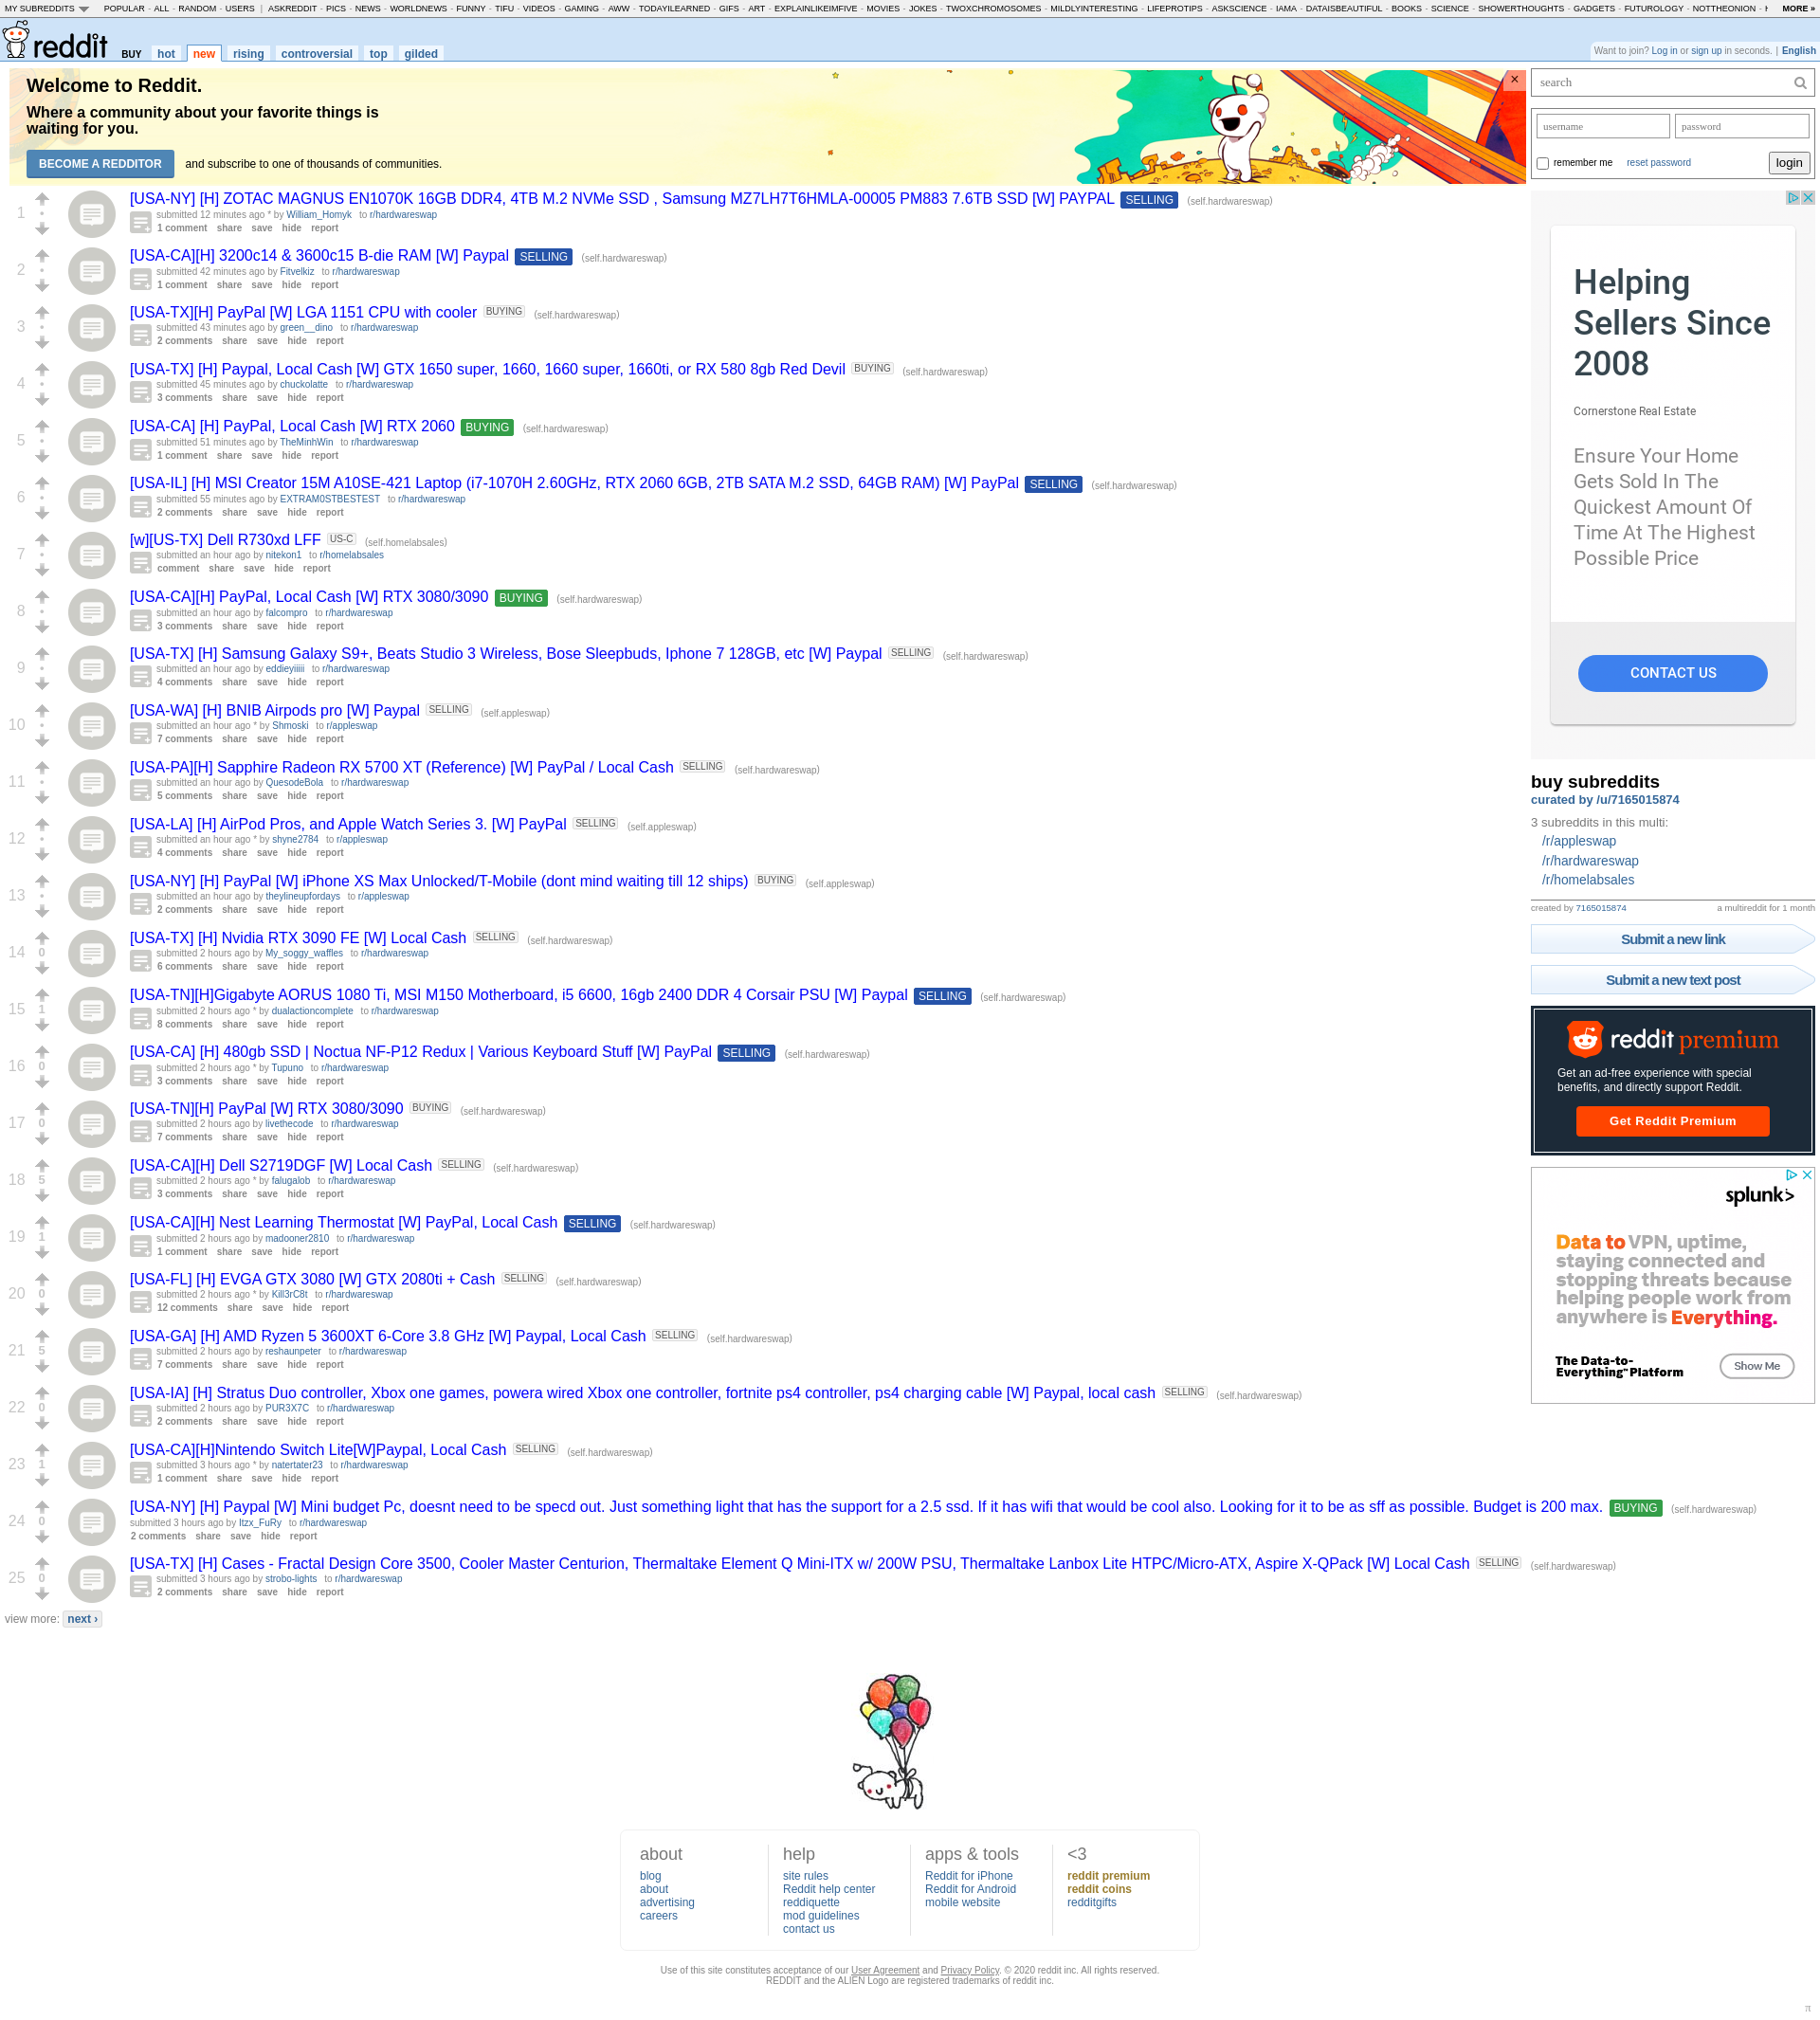 MY SUBREDDITS POPULAR - ALL - RANDOM - USERS | ASKREDDIT - PICS - NEWS - WORLDNEWS - FUNNY - TIFU - VIDEOS - GAMING - AWW - TODAYILEARNED - GIFS - ART - EXPLAINLIKEIMFIVE - MOVIES - JOKES - TWOXCHROMOSOMES - MILDLYINTERESTING - LIFEPROTIPS - ASKSCIENCE - IAMA - DATAISBEAUTIFUL - BOOKS - SCIENCE - SHOWERTHOUGHTS - GADGETS - FUTUROLOGY - NOTTHEONION - MORE »
reddit BUY hot new rising controversial top gilded
Want to join? Log in or sign up in seconds. | English
Welcome to Reddit.
Where a community about your favorite things is
waiting for you.
BECOME A REDDITOR and subscribe to one of thousands of communities.
×
1
[USA-NY] [H] ZOTAC MAGNUS EN1070K 16GB DDR4, 4TB M.2 NVMe SSD , Samsung MZ7LH7T6HMLA-00005 PM883 7.6TB SSD [W] PAYPAL SELLING (self.hardwareswap)
submitted 12 minutes ago * by William_Homyk to r/hardwareswap
1 comment share save hide report
2
[USA-CA][H] 3200c14 & 3600c15 B-die RAM [W] Paypal SELLING (self.hardwareswap)
submitted 42 minutes ago by Fitvelkiz to r/hardwareswap
1 comment share save hide report
3
[USA-TX][H] PayPal [W] LGA 1151 CPU with cooler BUYING (self.hardwareswap)
submitted 43 minutes ago by green__dino to r/hardwareswap
2 comments share save hide report
4
[USA-TX] [H] Paypal, Local Cash [W] GTX 1650 super, 1660, 1660 super, 1660ti, or RX 580 8gb Red Devil BUYING (self.hardwareswap)
submitted 45 minutes ago by chuckolatte to r/hardwareswap
3 comments share save hide report
5
[USA-CA] [H] PayPal, Local Cash [W] RTX 2060 BUYING (self.hardwareswap)
submitted 51 minutes ago by TheMinhWin to r/hardwareswap
1 comment share save hide report
6
[USA-IL] [H] MSI Creator 15M A10SE-421 Laptop (i7-1070H 2.60GHz, RTX 2060 6GB, 2TB SATA M.2 SSD, 64GB RAM) [W] PayPal SELLING (self.hardwareswap)
submitted 55 minutes ago by EXTRAM0STBESTEST to r/hardwareswap
2 comments share save hide report
7
[w][US-TX] Dell R730xd LFF US-C (self.homelabsales)
submitted an hour ago by nitekon1 to r/homelabsales
comment share save hide report
8
[USA-CA][H] PayPal, Local Cash [W] RTX 3080/3090 BUYING (self.hardwareswap)
submitted an hour ago by falcompro to r/hardwareswap
3 comments share save hide report
9
[USA-TX] [H] Samsung Galaxy S9+, Beats Studio 3 Wireless, Bose Sleepbuds, Iphone 7 128GB, etc [W] Paypal SELLING (self.hardwareswap)
submitted an hour ago by eddieyiiiii to r/hardwareswap
4 comments share save hide report
10
[USA-WA] [H] BNIB Airpods pro [W] Paypal SELLING (self.appleswap)
submitted an hour ago * by Shmoski to r/appleswap
7 comments share save hide report
11
[USA-PA][H] Sapphire Radeon RX 5700 XT (Reference) [W] PayPal / Local Cash SELLING (self.hardwareswap)
submitted an hour ago by QuesodeBola to r/hardwareswap
5 comments share save hide report
12
[USA-LA] [H] AirPod Pros, and Apple Watch Series 3. [W] PayPal SELLING (self.appleswap)
submitted an hour ago * by shyne2784 to r/appleswap
4 comments share save hide report
13
[USA-NY] [H] PayPal [W] iPhone XS Max Unlocked/T-Mobile (dont mind waiting till 12 ships) BUYING (self.appleswap)
submitted an hour ago by theylineupfordays to r/appleswap
2 comments share save hide report
14 0
[USA-TX] [H] Nvidia RTX 3090 FE [W] Local Cash SELLING (self.hardwareswap)
submitted 2 hours ago by My_soggy_waffles to r/hardwareswap
6 comments share save hide report
15 1
[USA-TN][H]Gigabyte AORUS 1080 Ti, MSI M150 Motherboard, i5 6600, 16gb 2400 DDR 4 Corsair PSU [W] Paypal SELLING (self.hardwareswap)
submitted 2 hours ago * by dualactioncomplete to r/hardwareswap
8 comments share save hide report
16 0
[USA-CA] [H] 480gb SSD | Noctua NF-P12 Redux | Various Keyboard Stuff [W] PayPal SELLING (self.hardwareswap)
submitted 2 hours ago * by Tupuno to r/hardwareswap
3 comments share save hide report
17 0
[USA-TN][H] PayPal [W] RTX 3080/3090 BUYING (self.hardwareswap)
submitted 2 hours ago by livethecode to r/hardwareswap
7 comments share save hide report
18 5
[USA-CA][H] Dell S2719DGF [W] Local Cash SELLING (self.hardwareswap)
submitted 2 hours ago * by falugalob to r/hardwareswap
3 comments share save hide report
19 1
[USA-CA][H] Nest Learning Thermostat [W] PayPal, Local Cash SELLING (self.hardwareswap)
submitted 2 hours ago by madooner2810 to r/hardwareswap
1 comment share save hide report
20 0
[USA-FL] [H] EVGA GTX 3080 [W] GTX 2080ti + Cash SELLING (self.hardwareswap)
submitted 2 hours ago * by Kill3rC8t to r/hardwareswap
12 comments share save hide report
21 5
[USA-GA] [H] AMD Ryzen 5 3600XT 6-Core 3.8 GHz [W] Paypal, Local Cash SELLING (self.hardwareswap)
submitted 2 hours ago by reshaunpeter to r/hardwareswap
7 comments share save hide report
22 0
[USA-IA] [H] Stratus Duo controller, Xbox one games, powera wired Xbox one controller, fortnite ps4 controller, ps4 charging cable [W] Paypal, local cash SELLING (self.hardwareswap)
submitted 2 hours ago by PUR3X7C to r/hardwareswap
2 comments share save hide report
23 1
[USA-CA][H]Nintendo Switch Lite[W]Paypal, Local Cash SELLING (self.hardwareswap)
submitted 3 hours ago * by natertater23 to r/hardwareswap
1 comment share save hide report
24 0
[USA-NY] [H] Paypal [W] Mini budget Pc, doesnt need to be specd out. Just something light that has the support for a 2.5 ssd. If it has wifi that would be cool also. Looking for it to be as sff as possible. Budget is 200 max. BUYING (self.hardwareswap)
submitted 3 hours ago by Itzx_FuRy to r/hardwareswap
2 comments share save hide report
25 0
[USA-TX] [H] Cases - Fractal Design Core 3500, Cooler Master Centurion, Thermaltake Element Q Mini-ITX w/ 200W PSU, Thermaltake Lanbox Lite HTPC/Micro-ATX, Aspire X-QPack [W] Local Cash SELLING (self.hardwareswap)
submitted 3 hours ago by strobo-lights to r/hardwareswap
2 comments share save hide report
view more: next ›
search
username password
remember me reset password login
Helping
Sellers Since
2008
Cornerstone Real Estate
Ensure Your Home
Gets Sold In The
Quickest Amount Of
Time At The Highest
Possible Price
CONTACT US
buy subreddits
curated by /u/7165015874
3 subreddits in this multi:
/r/appleswap
/r/hardwareswap
/r/homelabsales
created by 7165015874 a multireddit for 1 month
Submit a new link
Submit a new text post
reddit premium
Get an ad-free experience with special
benefits, and directly support Reddit.
Get Reddit Premium
splunk>
Data to VPN, uptime,
staying connected and
stopping threats because
helping people work from
anywhere is Everything.
The Data-to-
Everything™ Platform
Show Me
about
blog
about
advertising
careers
help
site rules
Reddit help center
reddiquette
mod guidelines
contact us
apps & tools
Reddit for iPhone
Reddit for Android
mobile website
<3
reddit premium
reddit coins
redditgifts
Use of this site constitutes acceptance of our User Agreement and Privacy Policy. © 2020 reddit inc. All rights reserved.
REDDIT and the ALIEN Logo are registered trademarks of reddit inc.
π